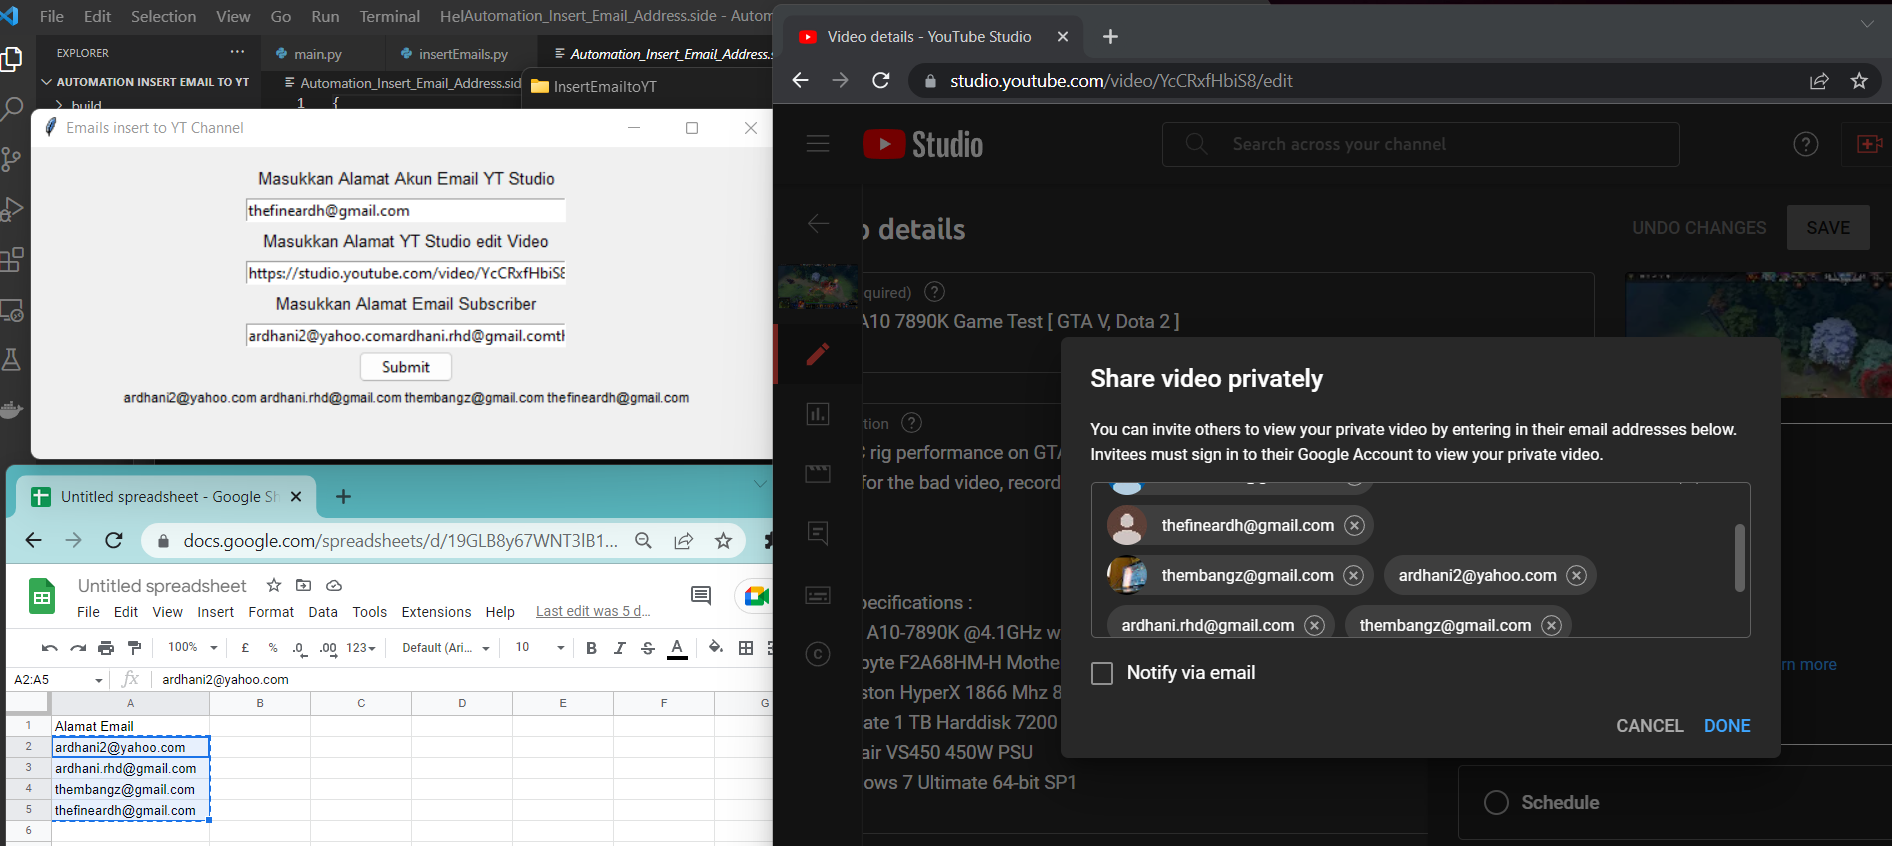 File Edit Selection View Go Run Terminal Hel
Automation_Insert_Email_Address.side - Autom
EXPLORER
main.py
insertEmails.py
Automation_Insert_Email_Address.s
AUTOMATION INSERT EMAIL TO YT
build
Automation_Insert_Email_Address.sid
1 {
InsertEmailtoYT
Emails insert to YT Channel
Masukkan Alamat Akun Email YT Studio
thefineardh@gmail.com
Masukkan Alamat YT Studio edit Video
https://studio.youtube.com/video/YcCRxfHbiS8
Masukkan Alamat Email Subscriber
ardhani2@yahoo.comardhani.rhd@gmail.comth
Submit
ardhani2@yahoo.com ardhani.rhd@gmail.com thembangz@gmail.com thefineardh@gmail.com
Untitled spreadsheet - Google Sh
docs.google.com/spreadsheets/d/19GLB8y67WNT3lB1...
Untitled spreadsheet
File Edit View Insert Format Data Tools Extensions Help Last edit was 5 d...
100% £ % .0 .00 123 Default (Ari... 10 B I S A
A2:A5 fx ardhani2@yahoo.com
A B C D E F G
1 Alamat Email
2 ardhani2@yahoo.com
3 ardhani.rhd@gmail.com
4 thembangz@gmail.com
5 thefineardh@gmail.com
6
Video details - YouTube Studio
studio.youtube.com/video/YcCRxfHbiS8/edit
Studio
Search across your channel
details
UNDO CHANGES
SAVE
quired)
A10 7890K Game Test [ GTA V, Dota 2 ]
tion
rig performance on GTA
for the bad video, record
pecifications :
A10-7890K @4.1GHz w
byte F2A68HM-H Mothe
ston HyperX 1866 Mhz 8
ate 1 TB Harddisk 7200
air VS450 450W PSU
ows 7 Ultimate 64-bit SP1
Share video privately
You can invite others to view your private video by entering in their email addresses below.
Invitees must sign in to their Google Account to view your private video.
thefineardh@gmail.com
thembangz@gmail.com
ardhani2@yahoo.com
ardhani.rhd@gmail.com
thembangz@gmail.com
Notify via email
CANCEL
DONE
rn more
Schedule